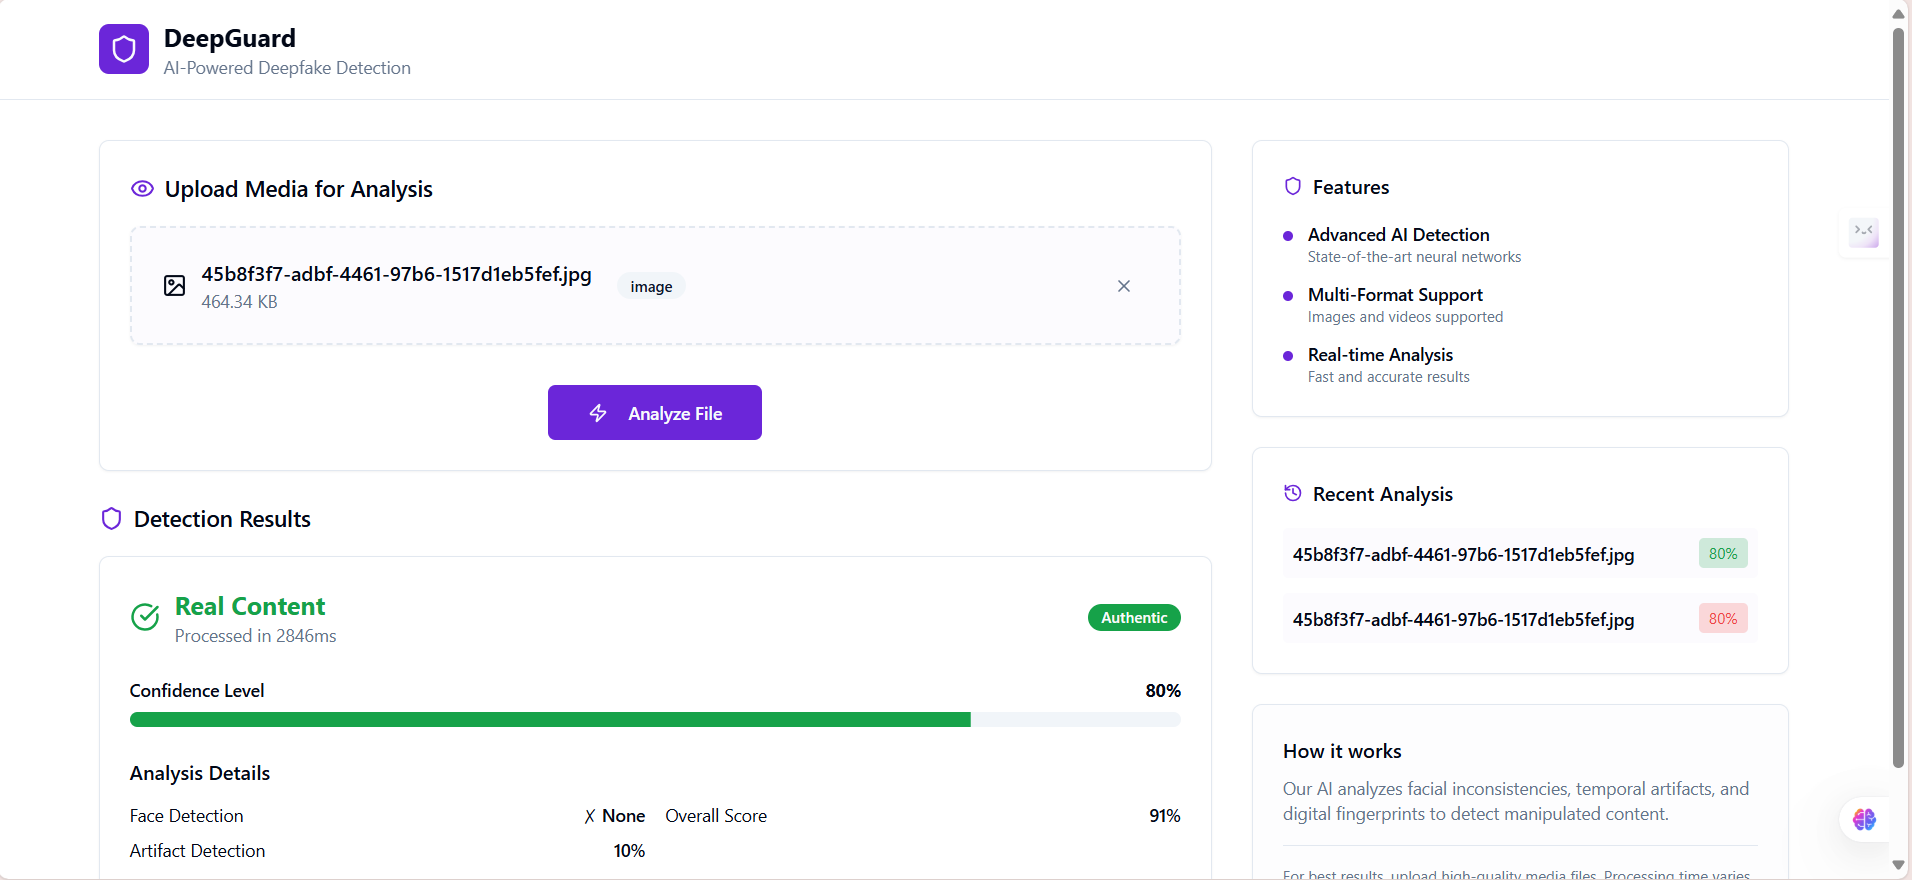 DeepGuard
AI-Powered Deepfake Detection
Upload Media for Analysis
45b8f3f7-adbf-4461-97b6-1517d1eb5fef.jpg
464.34 KB
image
Analyze File
Detection Results
Real Content
Processed in 2846ms
Authentic
Confidence Level
80%
Analysis Details
Face Detection
✗ None
Overall Score
91%
Artifact Detection
10%
Features
Advanced AI Detection
State-of-the-art neural networks
Multi-Format Support
Images and videos supported
Real-time Analysis
Fast and accurate results
Recent Analysis
45b8f3f7-adbf-4461-97b6-1517d1eb5fef.jpg
80%
45b8f3f7-adbf-4461-97b6-1517d1eb5fef.jpg
80%
How it works
Our AI analyzes facial inconsistencies, temporal artifacts, and
digital fingerprints to detect manipulated content.
For best results, upload high-quality media files. Processing time varies